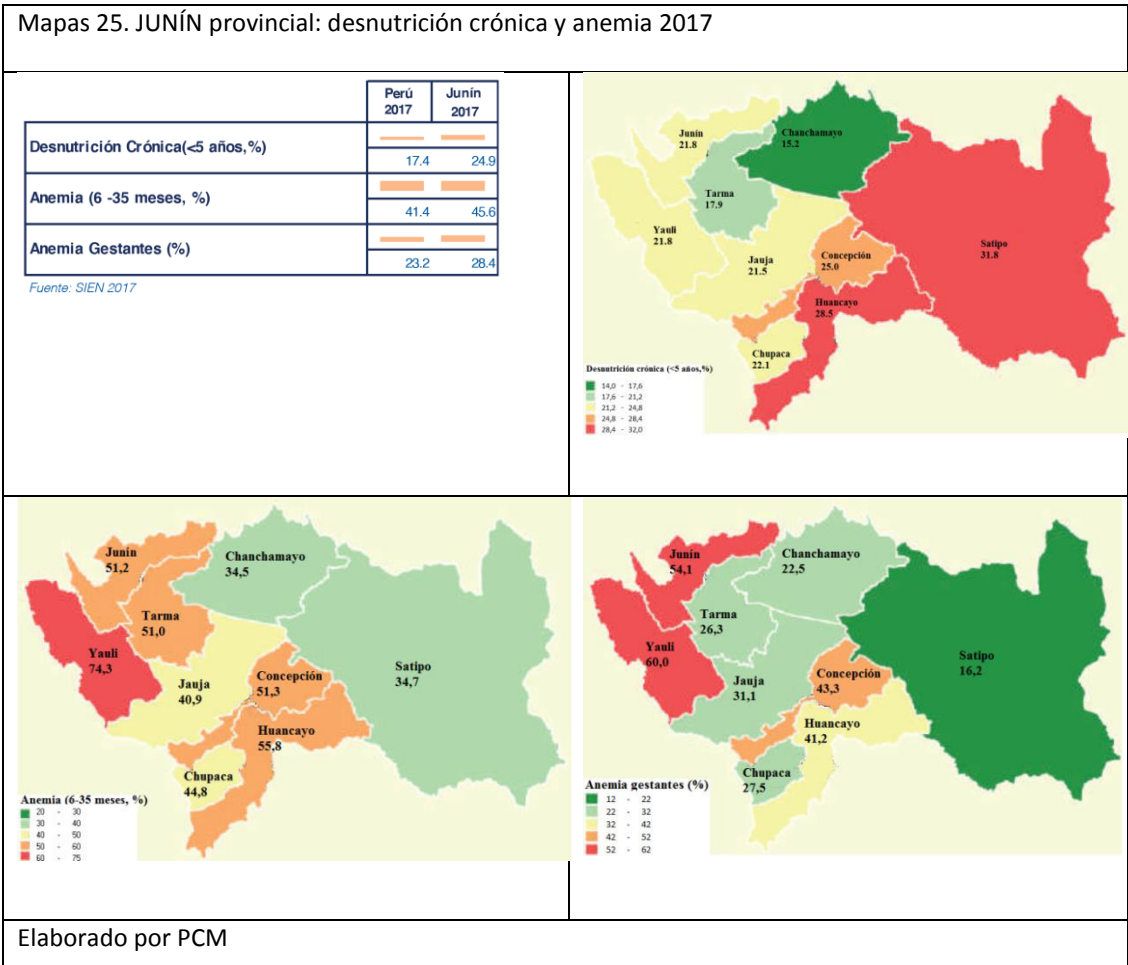 Mapas 25. JUNÍN provincial: desnutrición crónica y anemia 2017
Perú 2017 Junín 2017
Desnutrición Crónica(<5 años,%) 17.4 24.9
Anemia (6 -35 meses, %) 41.4 45.6
Anemia Gestantes (%) 23.2 28.4
Fuente: SIEN 2017
Junín
21.8
Chanchamayo
15.2
Tarma
17.9
Yauli
21.8
Jauja
21.5
Concepción
25.0
Satipo
31.8
Huancayo
28.5
Chupaca
22.1
Desnutrición crónica (<5 años,%)
14,0 - 17,6
17,6 - 21,2
21,2 - 24,8
24,8 - 28,4
28,4 - 32,0
Junín
51,2
Chanchamayo
34,5
Tarma
51,0
Yauli
74,3
Jauja
40,9
Concepción
51,3
Satipo
34,7
Huancayo
55,8
Chupaca
44,8
Anemia (6-35 meses, %)
20 - 30
30 - 40
40 - 50
50 - 60
60 - 75
Junín
54,1
Chanchamayo
22,5
Tarma
26,3
Yauli
60,0
Jauja
31,1
Concepción
43,3
Satipo
16,2
Huancayo
41,2
Chupaca
27,5
Anemia gestantes (%)
12 - 22
22 - 32
32 - 42
42 - 52
52 - 62
Elaborado por PCM